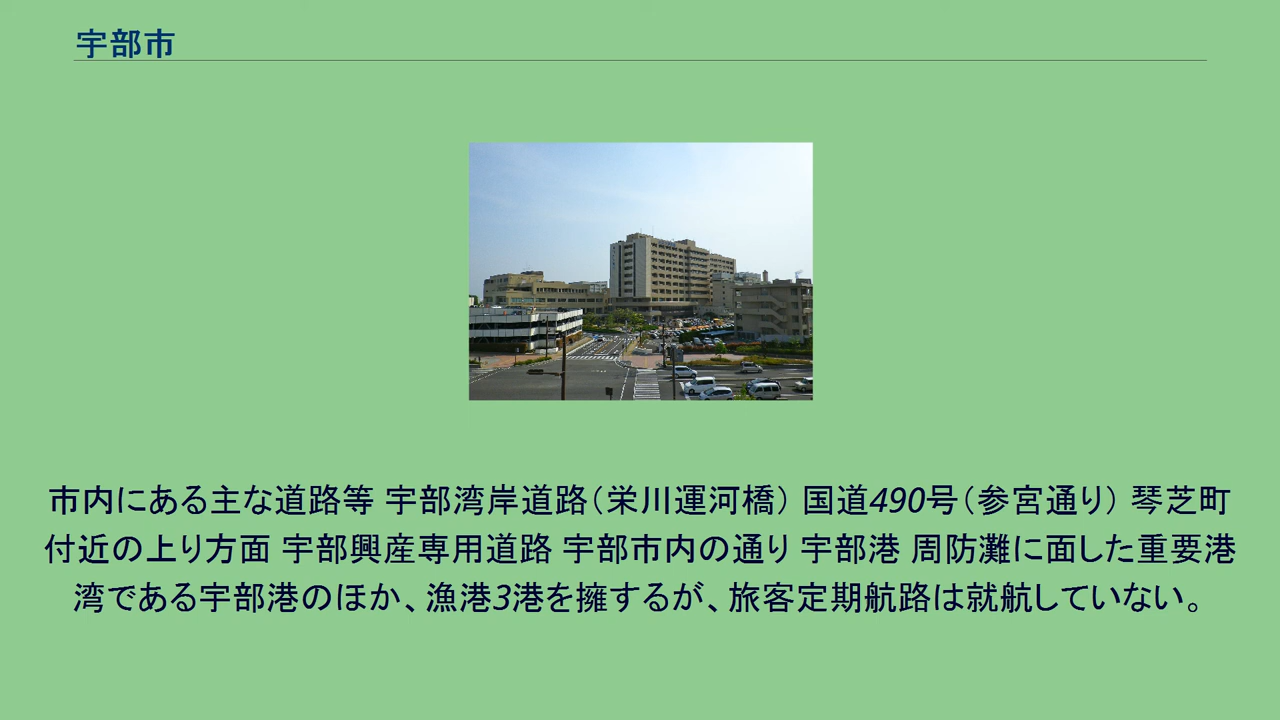 宇部市
市内にある主な道路等 宇部湾岸道路（栄川運河橋） 国道490号（参宮通り） 琴芝町
付近の上り方面 宇部興産専用道路 宇部市内の通り 宇部港 周防灘に面した重要港
湾である宇部港のほか、漁港3港を擁するが、旅客定期航路は就航していない。